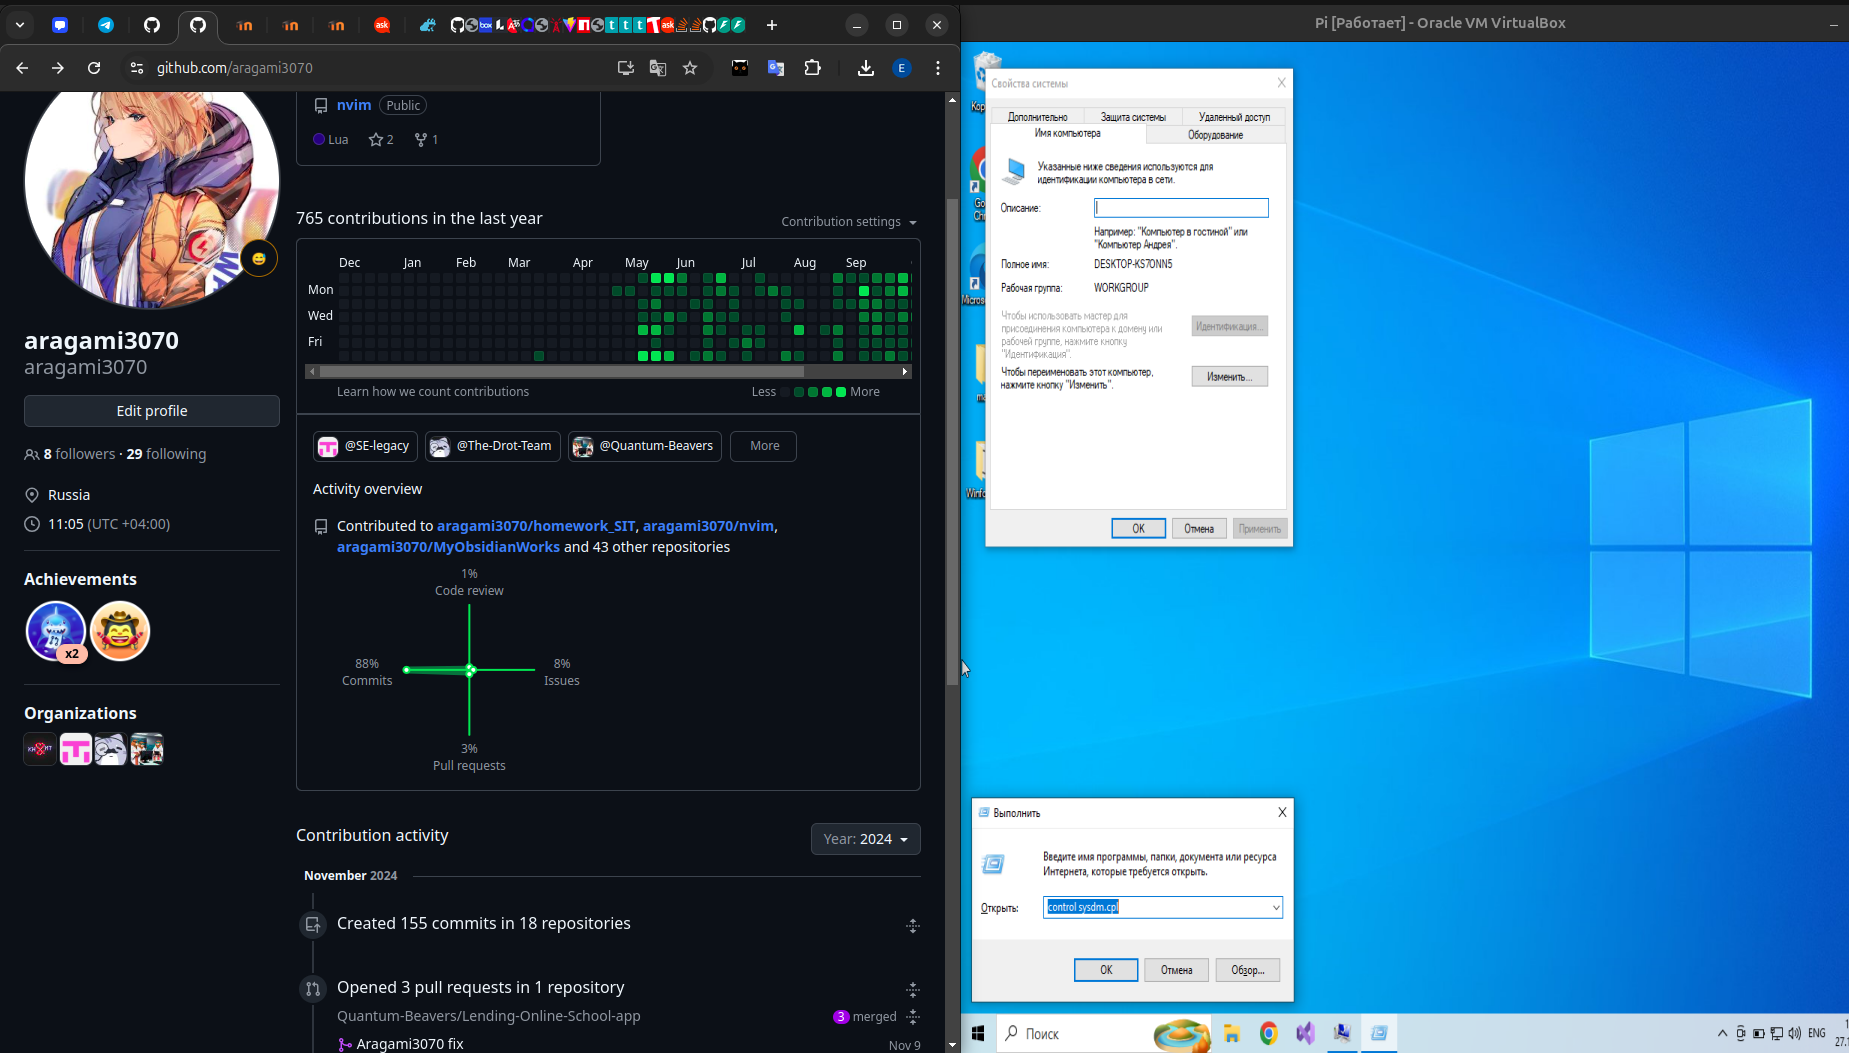 Pi [Работает] - Oracle VM VirtualBox
github.com/aragami3070
nvim Public
Lua 2 1
765 contributions in the last year
Contribution settings
Dec Jan Feb Mar Apr May Jun Jul Aug Sep
Mon
Wed
Fri
Learn how we count contributions
Less More
@SE-legacy @The-Drot-Team @Quantum-Beavers More
Activity overview
Contributed to aragami3070/homework_SIT, aragami3070/nvim,
aragami3070/MyObsidianWorks and 43 other repositories
1%
Code review
88%
Commits
8%
Issues
3%
Pull requests
aragami3070
aragami3070
Edit profile
8 followers · 29 following
Russia
11:05 (UTC +04:00)
Achievements
x2
Organizations
Contribution activity
Year: 2024
November 2024
Created 155 commits in 18 repositories
Opened 3 pull requests in 1 repository
Quantum-Beavers/Lending-Online-School-app
3 merged
Aragami3070 fix
Nov 9
Свойства системы
Дополнительно Защита системы Удаленный доступ
Имя компьютера Оборудование
Указанные ниже сведения используются для
идентификации компьютера в сети.
Описание:
Например: "Компьютер в гостиной" или
"Компьютер Андрея".
Полное имя: DESKTOP-KS7ONN5
Рабочая группа: WORKGROUP
Чтобы использовать мастер для
присоединения компьютера к домену или
рабочей группе, нажмите кнопку
"Идентификация".
Идентификация...
Чтобы переименовать этот компьютер,
нажмите кнопку "Изменить".
Изменить...
OK Отмена Применить
Выполнить
Введите имя программы, папки, документа или ресурса
Интернета, которые требуется открыть.
Открыть: control sysdm.cpl
OK Отмена Обзор...
Поиск
ENG